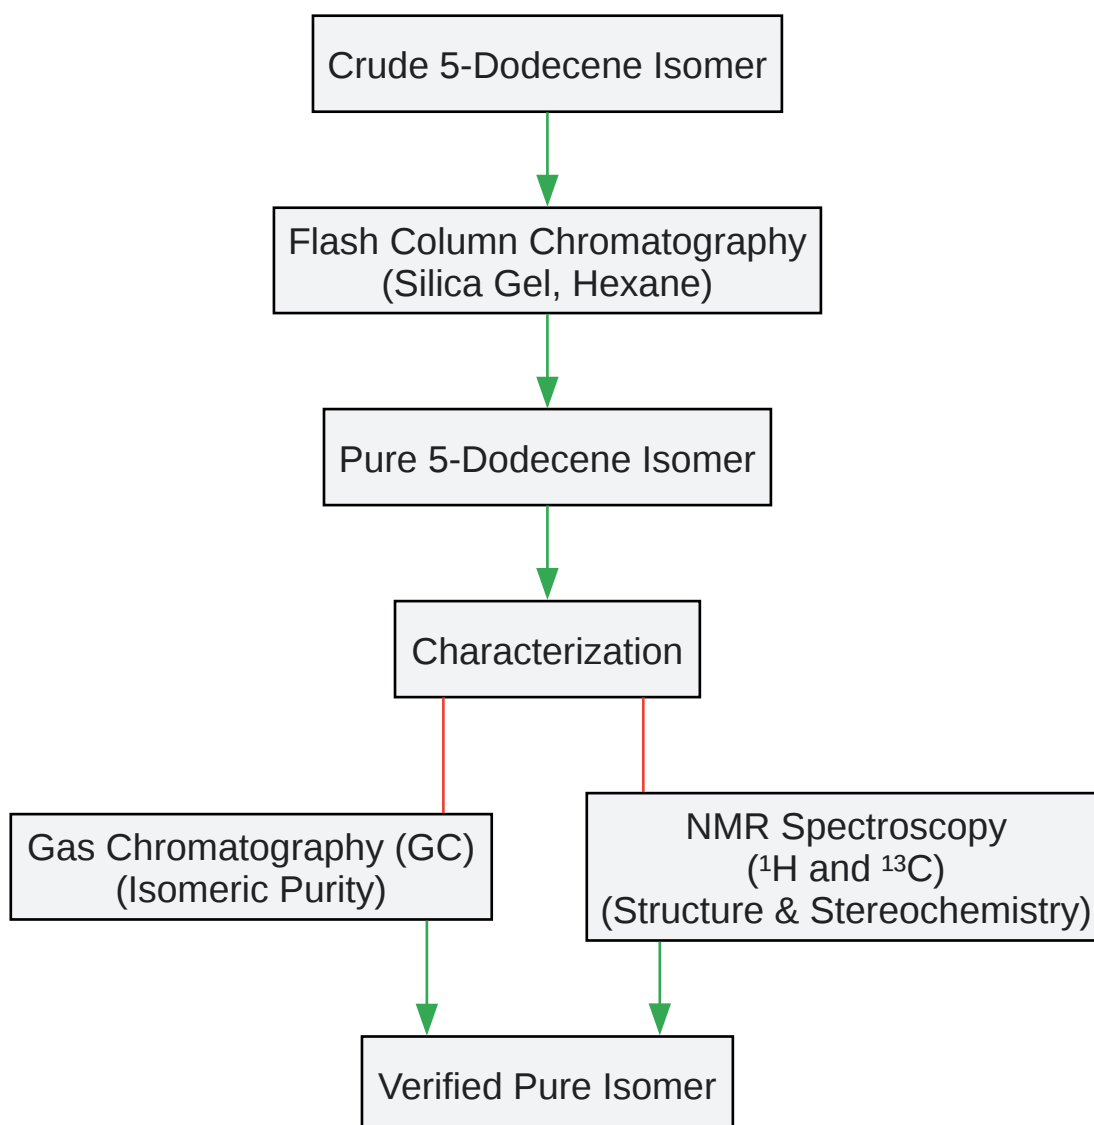 Crude 5-Dodecene Isomer
Flash Column Chromatography
(Silica Gel, Hexane)
Pure 5-Dodecene Isomer
Characterization
Gas Chromatography (GC)
(Isomeric Purity)
NMR Spectroscopy
(¹H and ¹³C)
(Structure & Stereochemistry)
Verified Pure Isomer